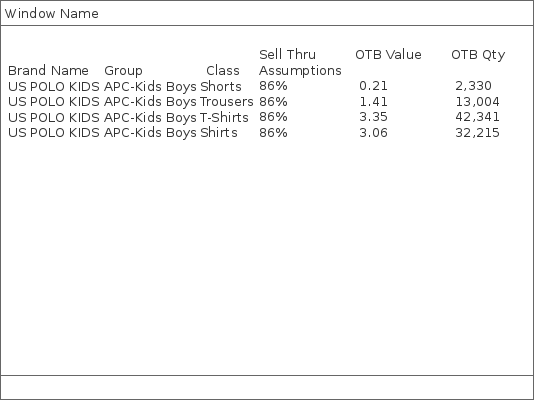 Window Name
Sell Thru OTB Value OTB Qty
Brand Name Group Class Assumptions
US POLO KIDS APC-Kids Boys Shorts 86% 0.21 2,330
US POLO KIDS APC-Kids Boys Trousers 86% 1.41 13,004
US POLO KIDS APC-Kids Boys T-Shirts 86% 3.35 42,341
US POLO KIDS APC-Kids Boys Shirts 86% 3.06 32,215